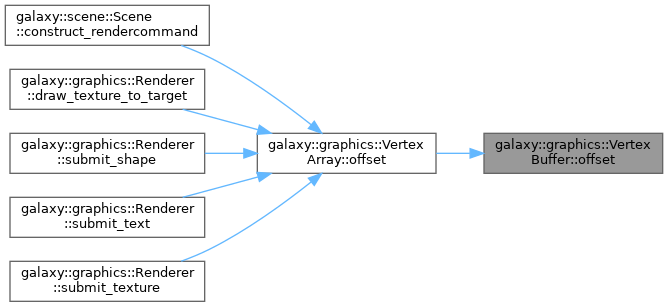 galaxy::scene::Scene
::construct_rendercommand
galaxy::graphics::Renderer
::draw_texture_to_target
galaxy::graphics::Renderer
::submit_shape
galaxy::graphics::Renderer
::submit_text
galaxy::graphics::Renderer
::submit_texture
galaxy::graphics::Vertex
Array::offset
galaxy::graphics::Vertex
Buffer::offset